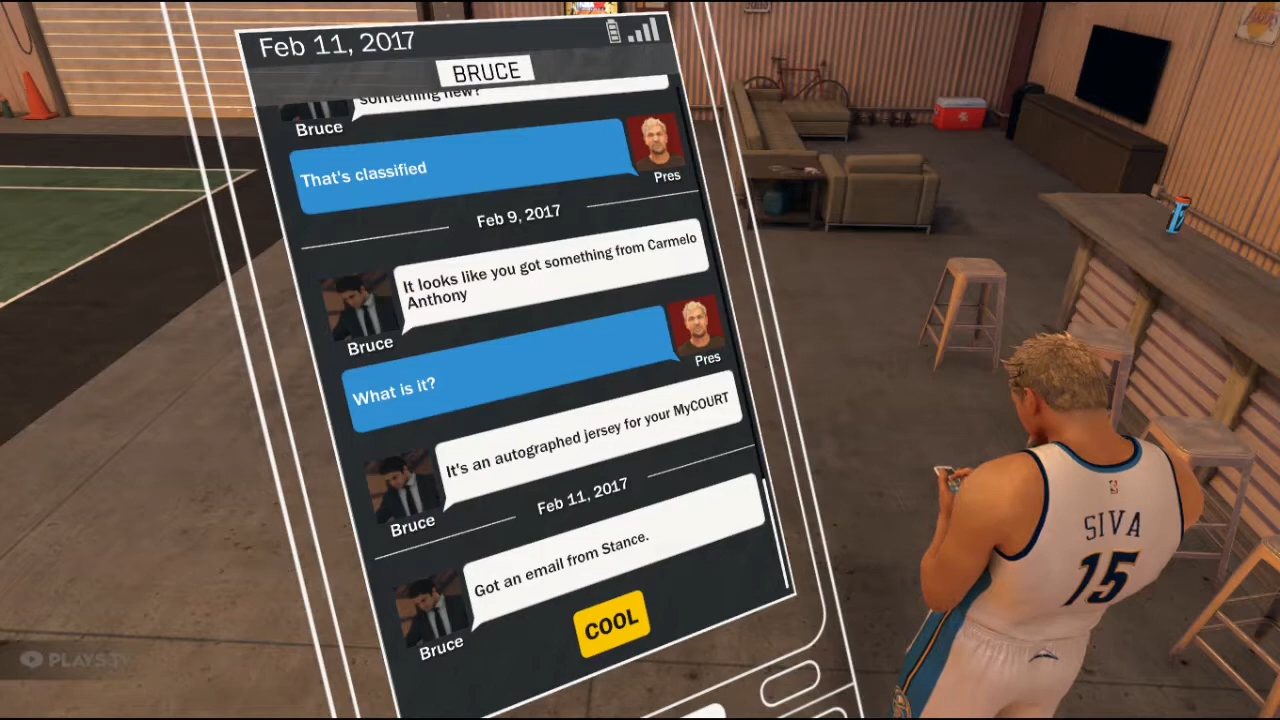 Feb 11, 2017
BRUCE
something new?
Bruce
That's classified
Pres
Feb 9, 2017
It looks like you got something from Carmelo
Anthony
Bruce
What is it?
Pres
It's an autographed jersey for your MyCOURT
Bruce
Feb 11, 2017
Got an email from Stance.
Bruce
COOL
SIVA
15
PLAYS.TV